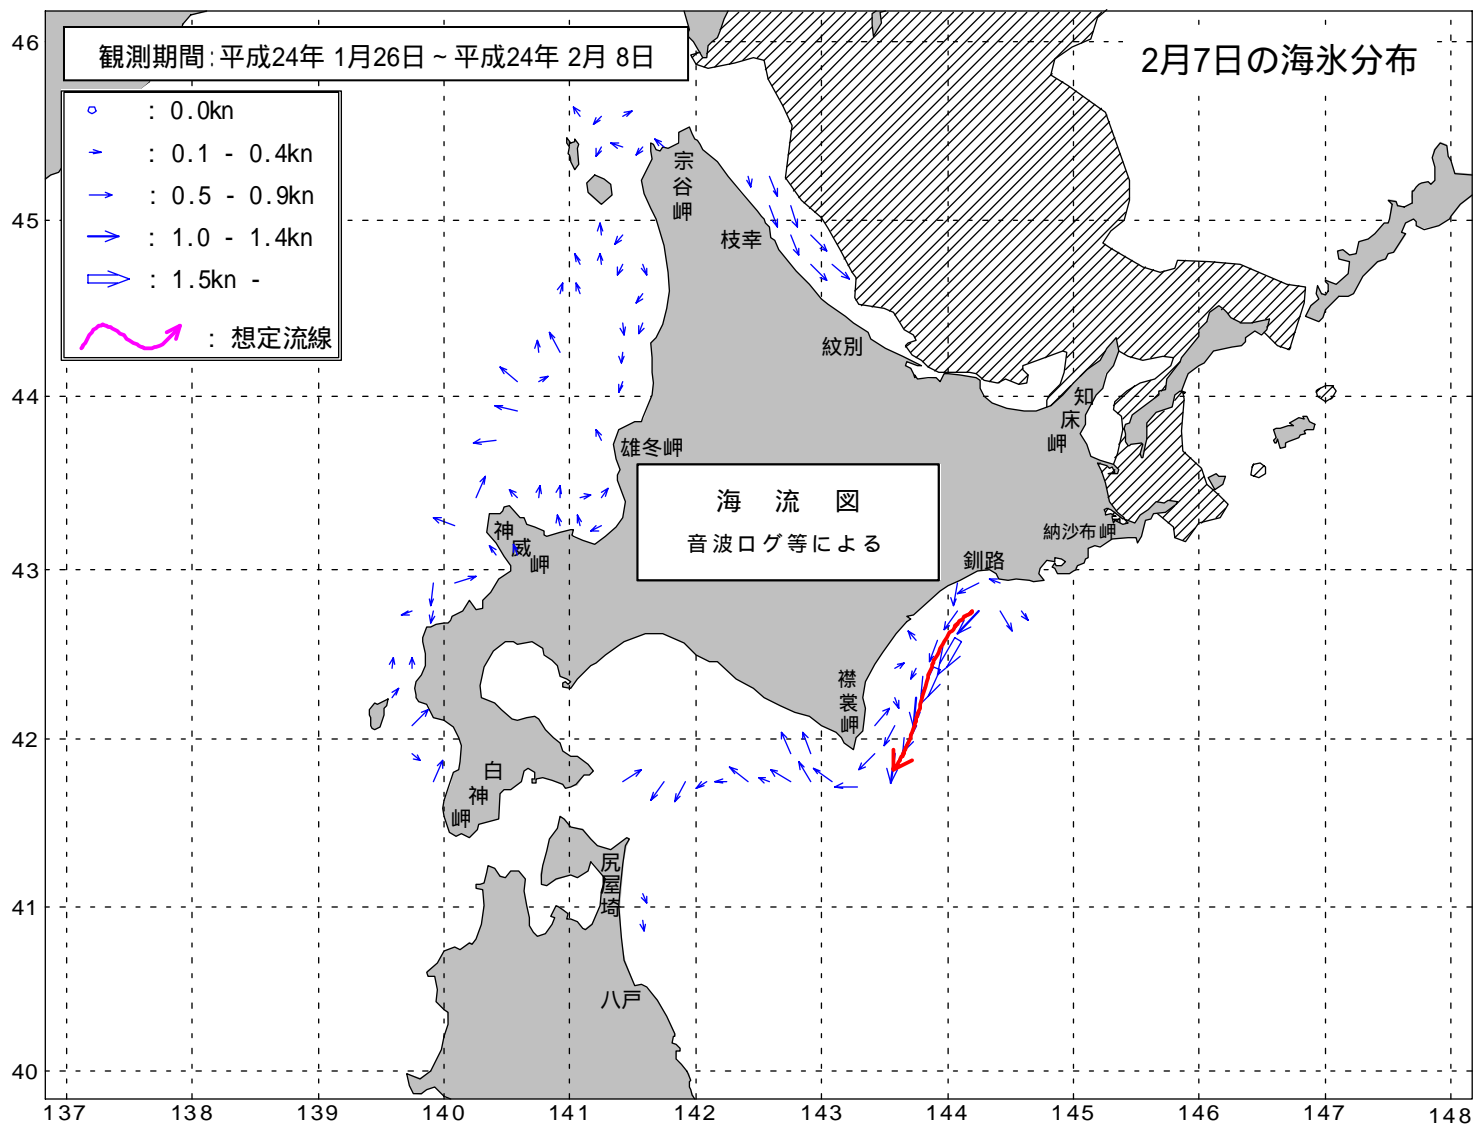 観測期間:平成24年 1月26日～平成24年 2月 8日
2月7日の海氷分布
: 0.0kn
: 0.1 - 0.4kn
: 0.5 - 0.9kn
: 1.0 - 1.4kn
: 1.5kn -
: 想定流線
宗谷岬
枝幸
紋別
知床岬
雄冬岬
海 流 図
音波ログ等による
神威岬
納沙布岬
釧路
襟裳岬
白神岬
尻屋埼
八戸
46
45
44
43
42
41
40
137 138 139 140 141 142 143 144 145 146 147 148